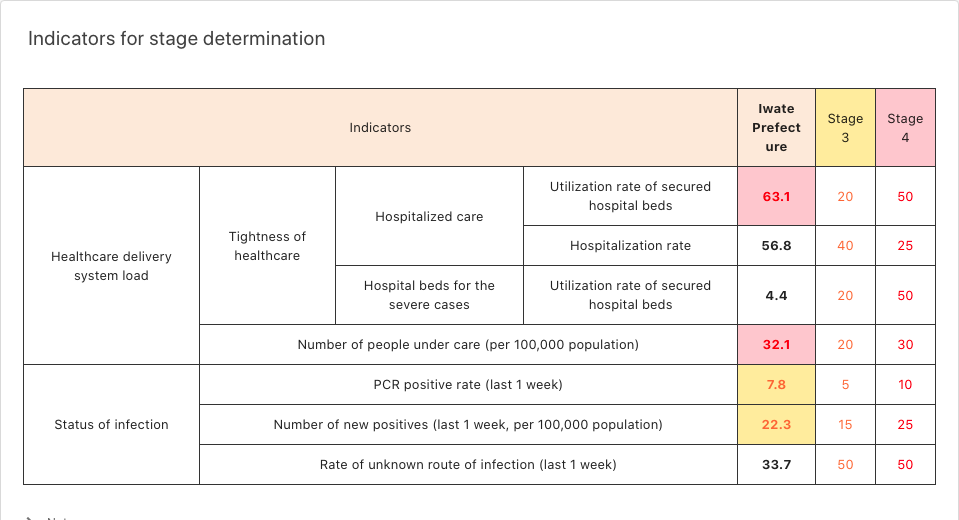 Indicators for stage determination
Indicators
Iwate
Prefect
ure
Stage
3
Stage
4
Healthcare delivery
system load
Tightness of
healthcare
Hospitalized care
Utilization rate of secured
hospital beds
63.1
20
50
Hospitalization rate
56.8
40
25
Hospital beds for the
severe cases
Utilization rate of secured
hospital beds
4.4
20
50
Number of people under care (per 100,000 population)
32.1
20
30
Status of infection
PCR positive rate (last 1 week)
7.8
5
10
Number of new positives (last 1 week, per 100,000 population)
22.3
15
25
Rate of unknown route of infection (last 1 week)
33.7
50
50